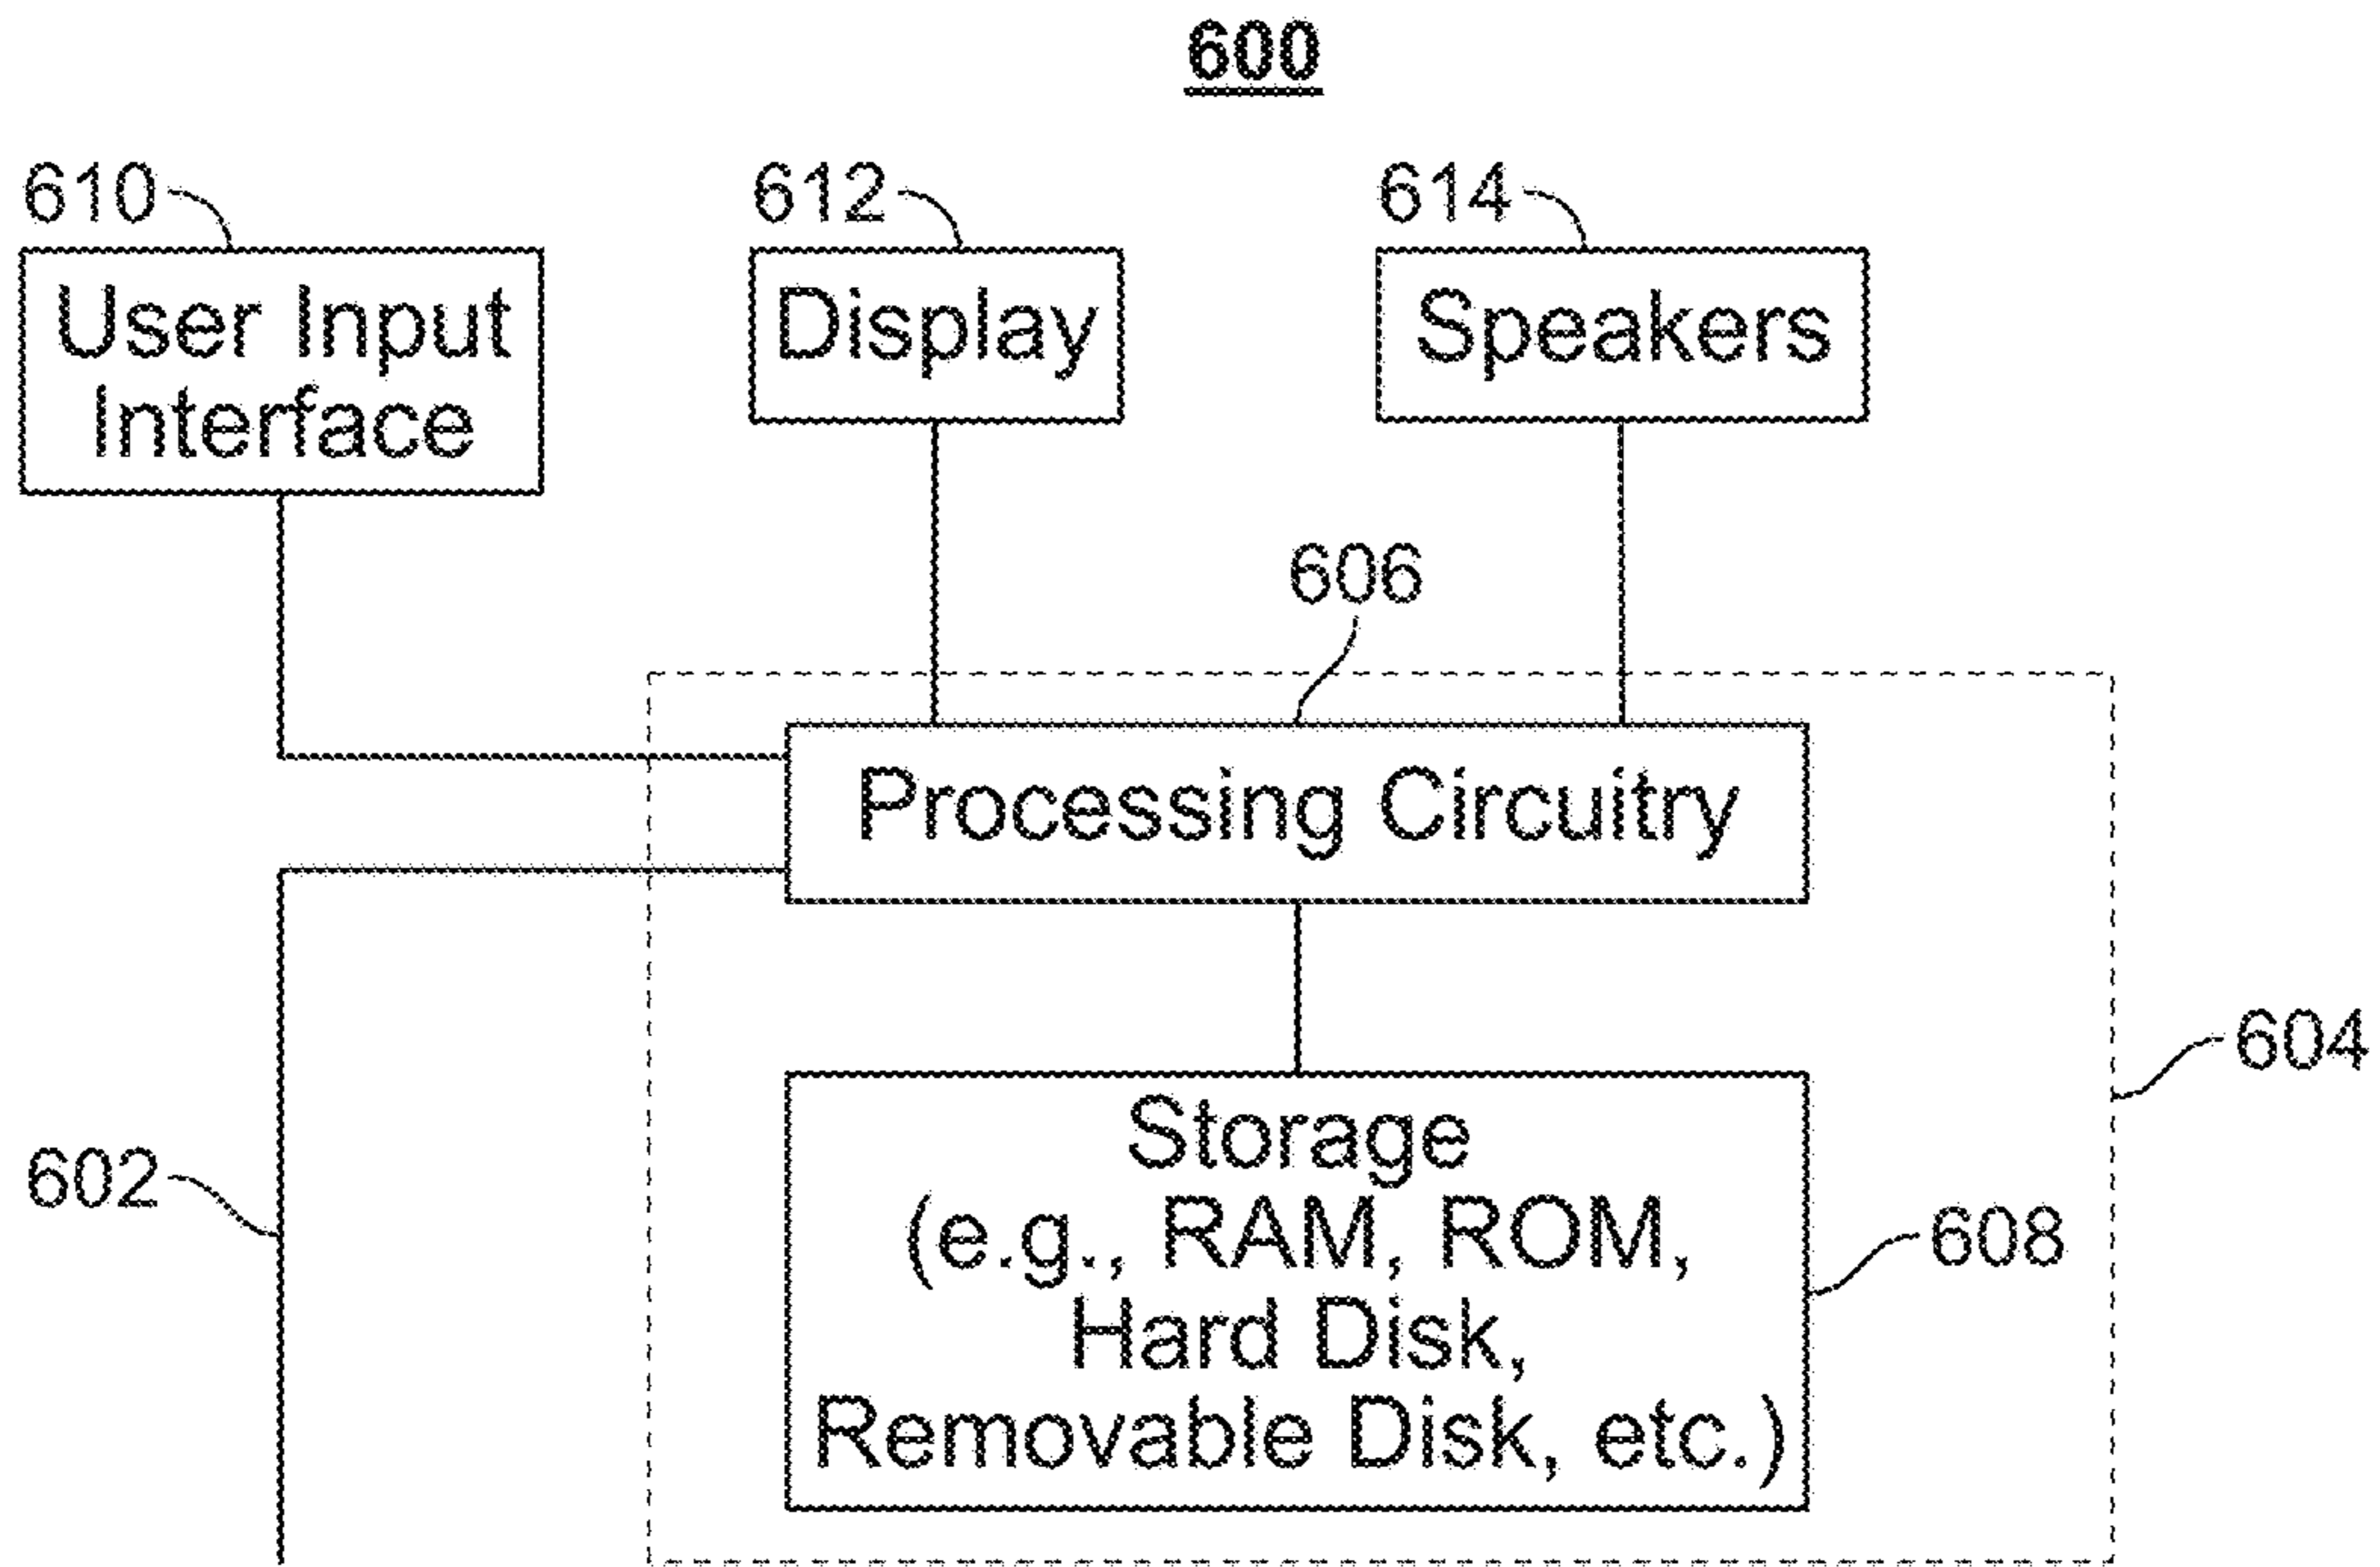 600
610
612
614
User Input
Interface
Display
Speakers
606
Processing Circuitry
604
Storage
(e.g., RAM, ROM,
Hard Disk,
Removable Disk, etc.)
602
608